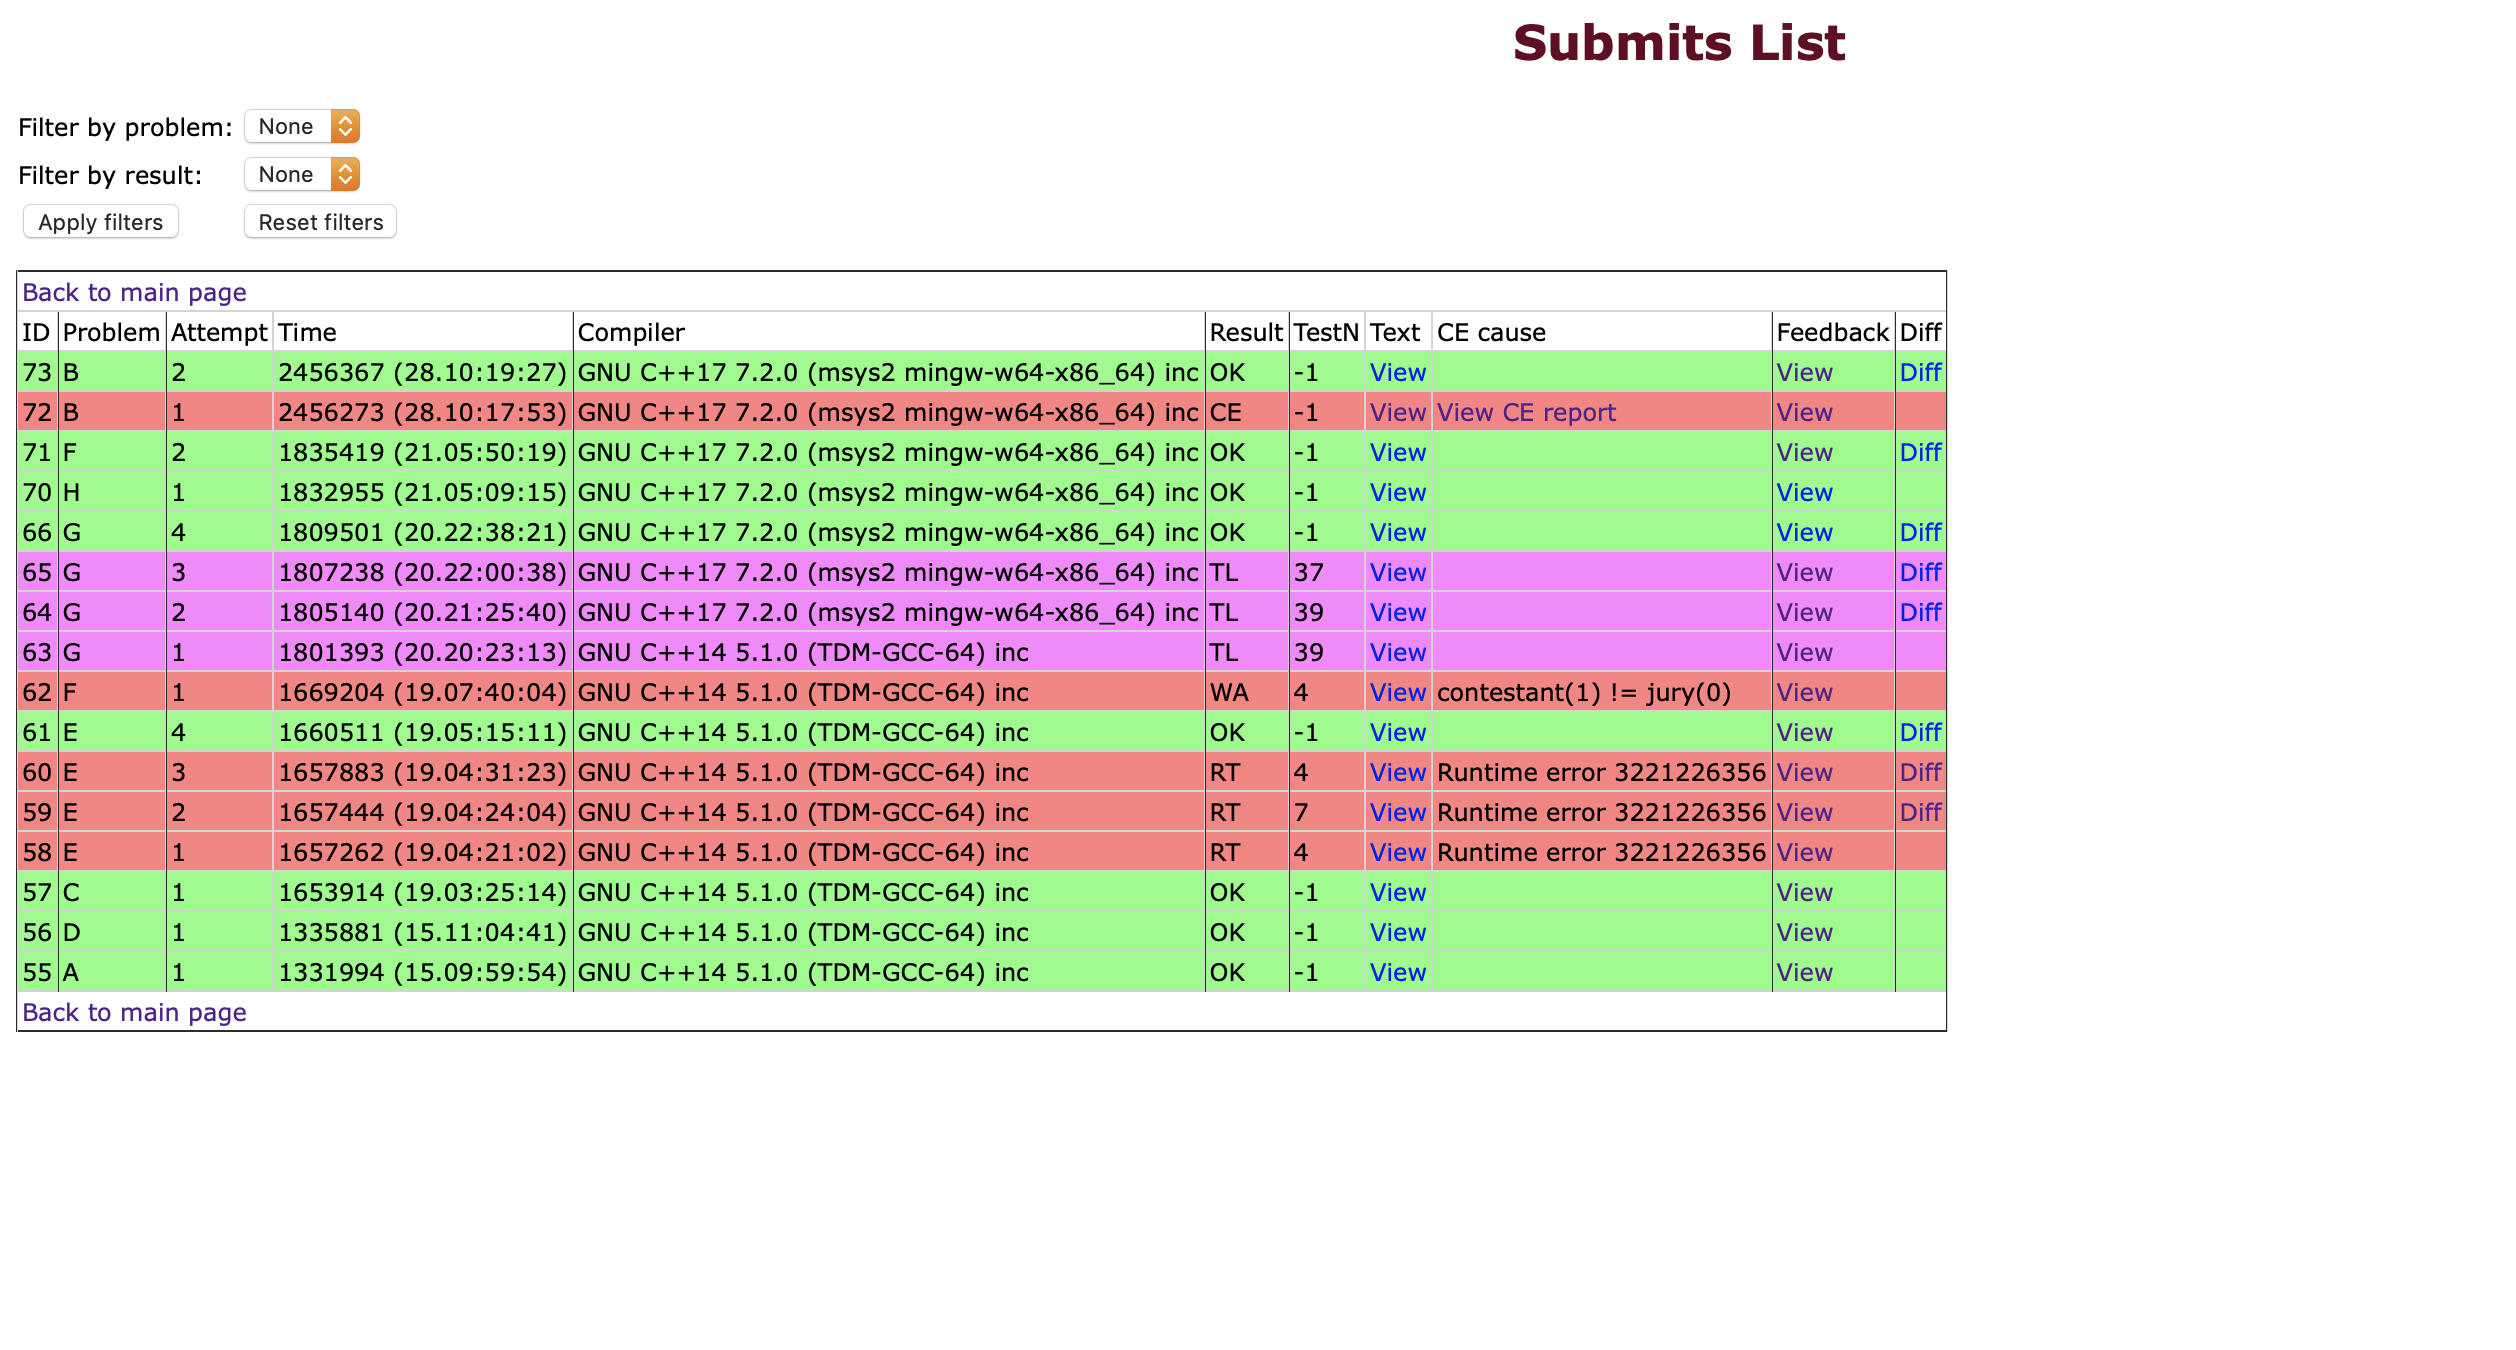 Submits List
Filter by problem: None
Filter by result: None
Apply filters Reset filters
Back to main page
ID Problem Attempt Time Compiler Result TestN Text CE cause Feedback Diff
73 B 2 2456367 (28.10:19:27) GNU C++17 7.2.0 (msys2 mingw-w64-x86_64) inc OK -1 View View Diff
72 B 1 2456273 (28.10:17:53) GNU C++17 7.2.0 (msys2 mingw-w64-x86_64) inc CE -1 View View CE report View
71 F 2 1835419 (21.05:50:19) GNU C++17 7.2.0 (msys2 mingw-w64-x86_64) inc OK -1 View View Diff
70 H 1 1832955 (21.05:09:15) GNU C++17 7.2.0 (msys2 mingw-w64-x86_64) inc OK -1 View View
66 G 4 1809501 (20.22:38:21) GNU C++17 7.2.0 (msys2 mingw-w64-x86_64) inc OK -1 View View Diff
65 G 3 1807238 (20.22:00:38) GNU C++17 7.2.0 (msys2 mingw-w64-x86_64) inc TL 37 View View Diff
64 G 2 1805140 (20.21:25:40) GNU C++17 7.2.0 (msys2 mingw-w64-x86_64) inc TL 39 View View Diff
63 G 1 1801393 (20.20:23:13) GNU C++14 5.1.0 (TDM-GCC-64) inc TL 39 View View
62 F 1 1669204 (19.07:40:04) GNU C++14 5.1.0 (TDM-GCC-64) inc WA 4 View contestant(1) != jury(0) View
61 E 4 1660511 (19.05:15:11) GNU C++14 5.1.0 (TDM-GCC-64) inc OK -1 View View Diff
60 E 3 1657883 (19.04:31:23) GNU C++14 5.1.0 (TDM-GCC-64) inc RT 4 View Runtime error 3221226356 View Diff
59 E 2 1657444 (19.04:24:04) GNU C++14 5.1.0 (TDM-GCC-64) inc RT 7 View Runtime error 3221226356 View Diff
58 E 1 1657262 (19.04:21:02) GNU C++14 5.1.0 (TDM-GCC-64) inc RT 4 View Runtime error 3221226356 View
57 C 1 1653914 (19.03:25:14) GNU C++14 5.1.0 (TDM-GCC-64) inc OK -1 View View
56 D 1 1335881 (15.11:04:41) GNU C++14 5.1.0 (TDM-GCC-64) inc OK -1 View View
55 A 1 1331994 (15.09:59:54) GNU C++14 5.1.0 (TDM-GCC-64) inc OK -1 View View
Back to main page